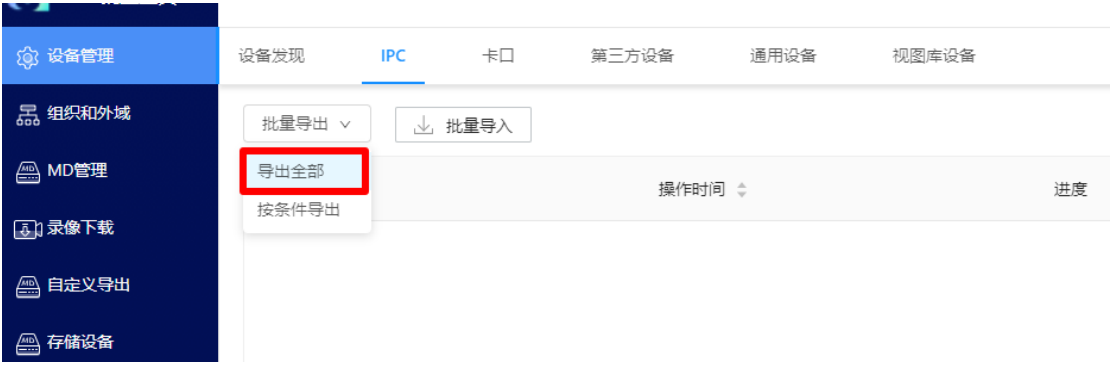 设备管理
设备发现 IPC 卡口 第三方设备 通用设备 视图库设备
组织和外域
批量导出 批量导入
MD管理
导出全部
操作时间 进度
按条件导出
录像下载
自定义导出
存储设备